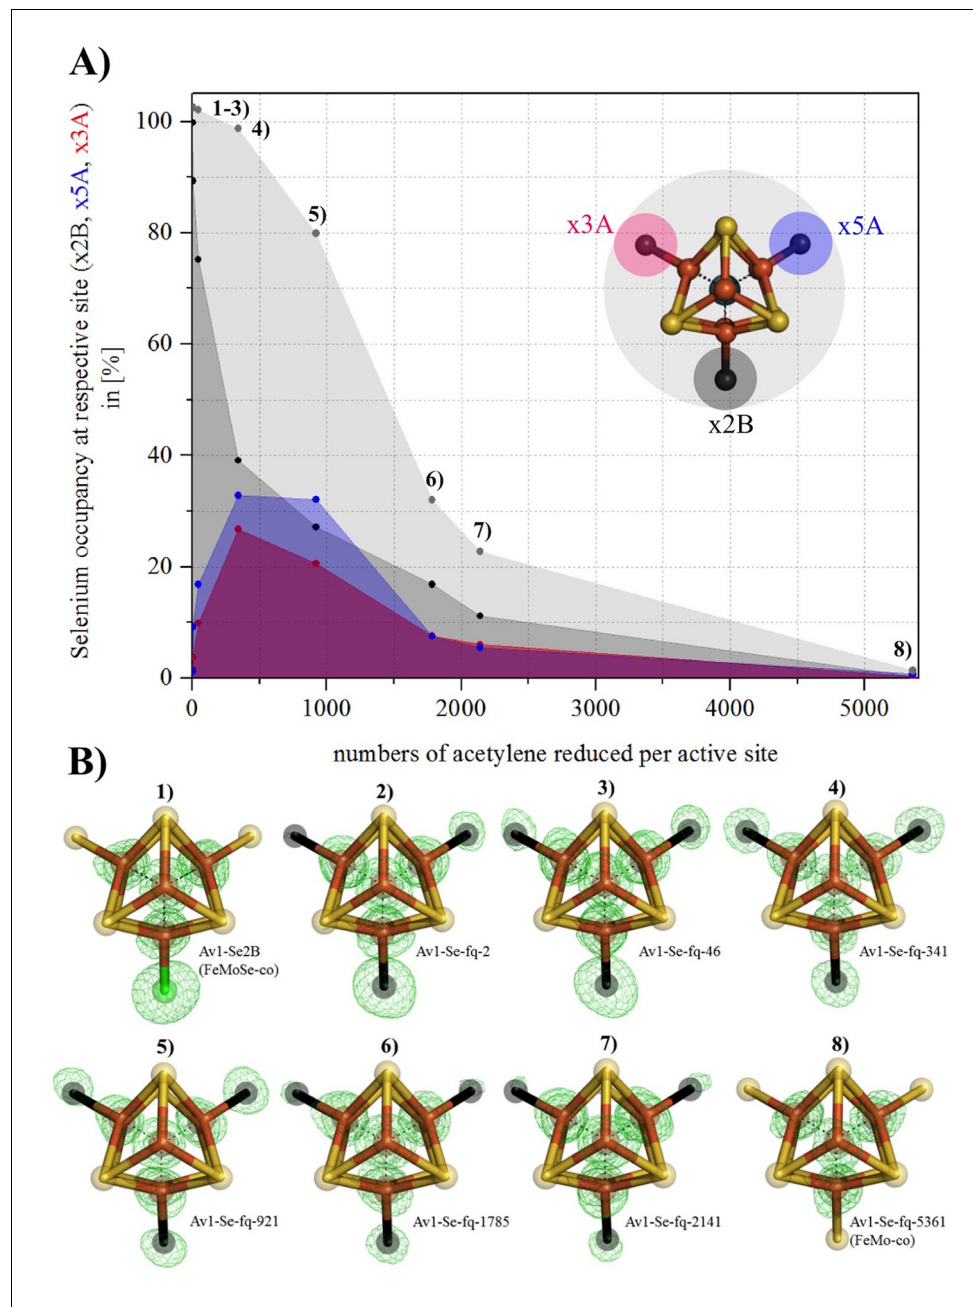 A)
Selenium occupancy at respective site (x2B, x5A, x3A)
in [%]
100
80
60
40
20
0
1-3)
4)
5)
6)
7)
8)
x3A
x5A
x2B
0
1000
2000
3000
4000
5000
numbers of acetylene reduced per active site
B)
1)
2)
3)
4)
Av1-Se2B
(FeMoSe-co)
Av1-Se-fq-2
Av1-Se-fq-46
Av1-Se-fq-341
5)
6)
7)
8)
Av1-Se-fq-921
Av1-Se-fq-1785
Av1-Se-fq-2141
Av1-Se-fq-5361
(FeMo-co)